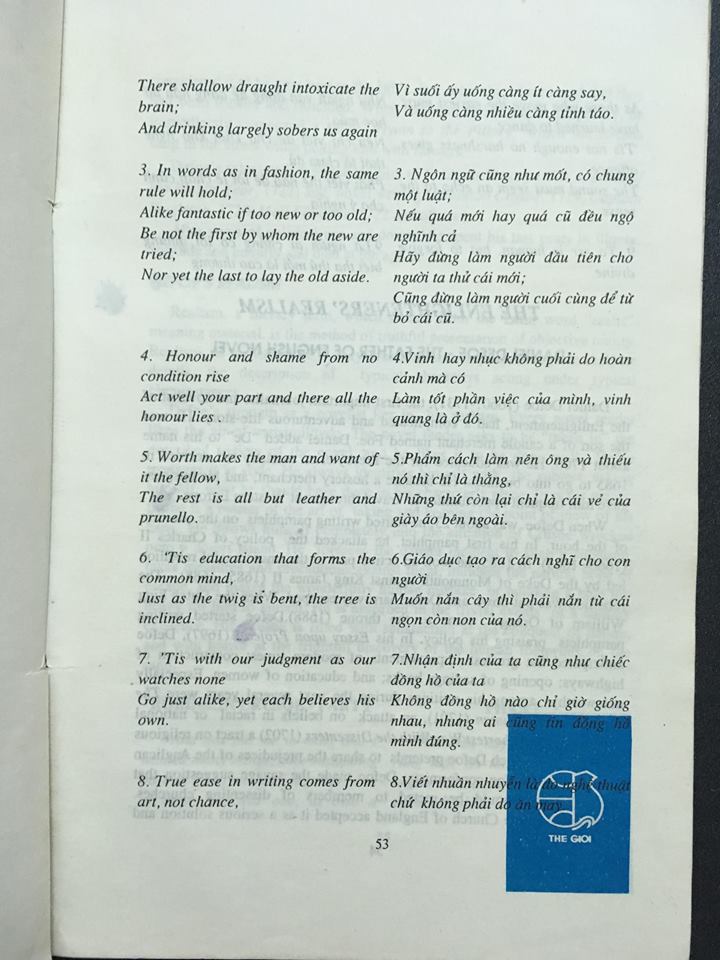 There shallow draught intoxicate the
brain;
And drinking largely sobers us again
Vì suối ấy uống càng ít càng say,
Và uống càng nhiều càng tỉnh táo.
3. In words as in fashion, the same
rule will hold;
Alike fantastic if too new or too old;
Be not the first by whom the new are
tried;
Nor yet the last to lay the old aside.
3. Ngôn ngữ cũng như mốt, có chung
một luật;
Nếu quá mới hay quá cũ đều ngộ
nghĩnh cả
Hãy đừng làm người đầu tiên cho
người ta thử cái mới;
Cũng đừng làm người cuối cùng để từ
bỏ cái cũ.
4. Honour and shame from no
condition rise
Act well your part and there all the
honour lies .
4.Vinh hay nhục không phải do hoàn
cảnh mà có
Làm tốt phần việc của mình, vinh
quang là ở đó.
5. Worth makes the man and want of
it the fellow,
The rest is all but leather and
prunello.
5.Phẩm cách làm nên ông và thiếu
nó thì chỉ là thằng,
Những thứ còn lại chỉ là cái vẻ của
giày áo bên ngoài.
6. 'Tis education that forms the
common mind,
Just as the twig is bent, the tree is
inclined.
6.Giáo dục tạo ra cách nghĩ cho con
người
Muốn nắn cây thì phải nắn từ cái
ngọn còn non của nó.
7. 'Tis with our judgment as our
watches none
Go just alike, yet each believes his
own.
7.Nhận định của ta cũng như chiếc
đồng hồ của ta
Không đồng hồ nào chỉ giờ giống
nhau, nhưng ai cũng tin đồng hồ
mình đúng.
8. True ease in writing comes from
art, not chance,
8.Viết nhuần nhuyễn là do nghệ thuật
chứ không phải do ăn may
53
THE GIOI